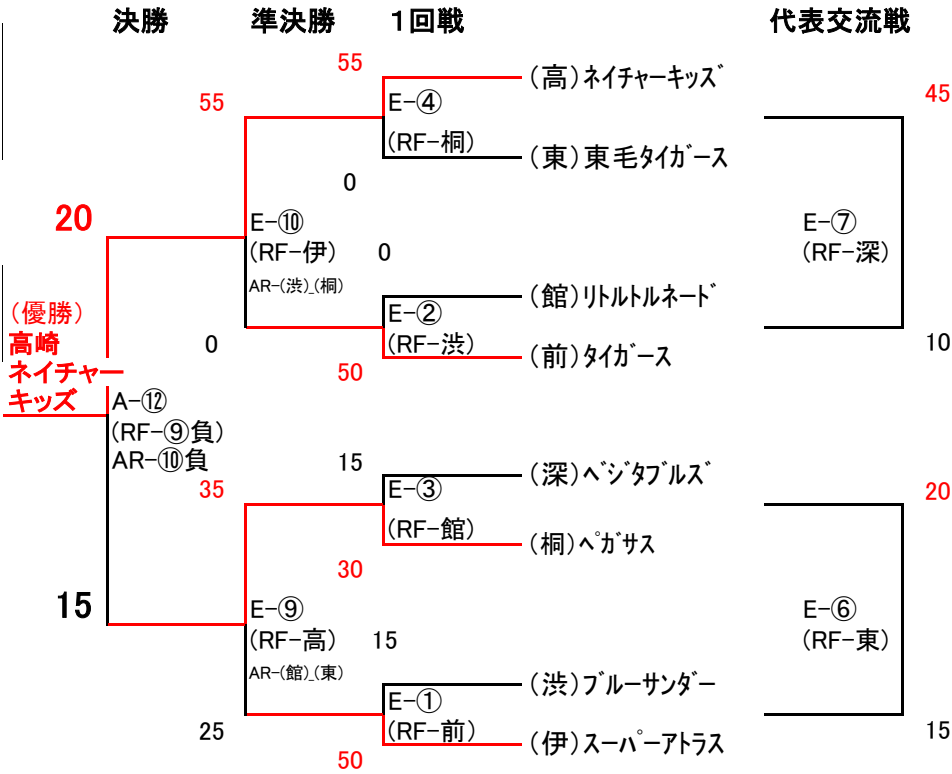 決勝 準決勝 1回戦 代表交流戦
55
(高)ネイチャーキッズ
55
E-④
(RF-桐)
45
(東)東毛タイガース
0
20
E-⑩
(RF-伊)
AR-(渋)_(桐)
0
E-⑦
(RF-深)
(館)リトルトルネード
E-②
(RF-渋)
(優勝)
高崎
ネイチャー
キッズ
0
(前)タイガース
50
10
A-⑫
(RF-⑨負)
AR-⑩負
15
(深)ベジタブルズ
35
E-③
(RF-館)
20
(桐)ペガサス
30
15
E-⑨
(RF-高)
AR-(館)_(東)
15
E-⑥
(RF-東)
(渋)ブルーサンダー
E-①
(RF-前)
25
(伊)スーパーアトラス
50
15